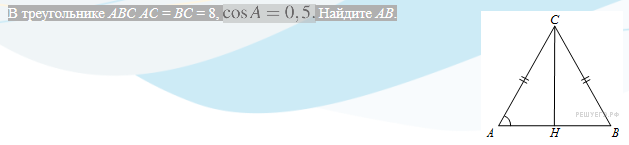 В треугольнике ABC AC = BC = 8, cos A = 0,5. Найдите AB.
C
РЕШУЕГЭ.РФ
A H B